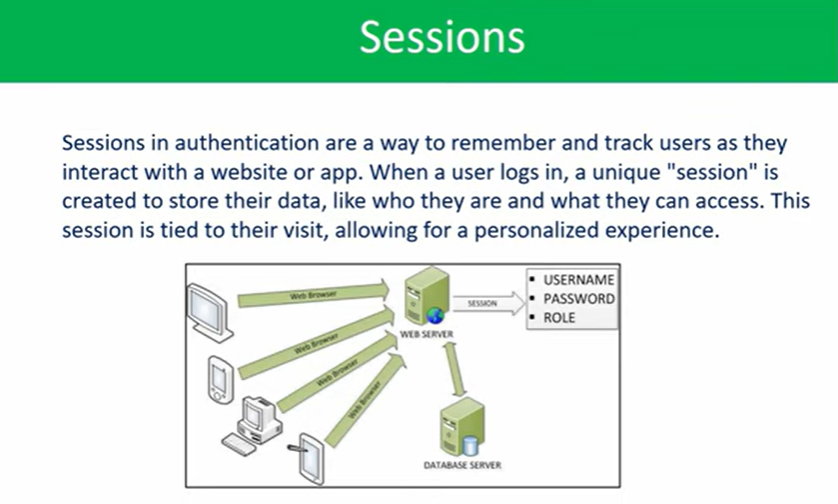 Sessions
Sessions in authentication are a way to remember and track users as they
interact with a website or app. When a user logs in, a unique "session" is
created to store their data, like who they are and what they can access. This
session is tied to their visit, allowing for a personalized experience.
Web Browser
Web Browser
Web Browser
Web Browser
WEB SERVER
SESSION
▪ USERNAME
▪ PASSWORD
▪ ROLE
DATABASE SERVER